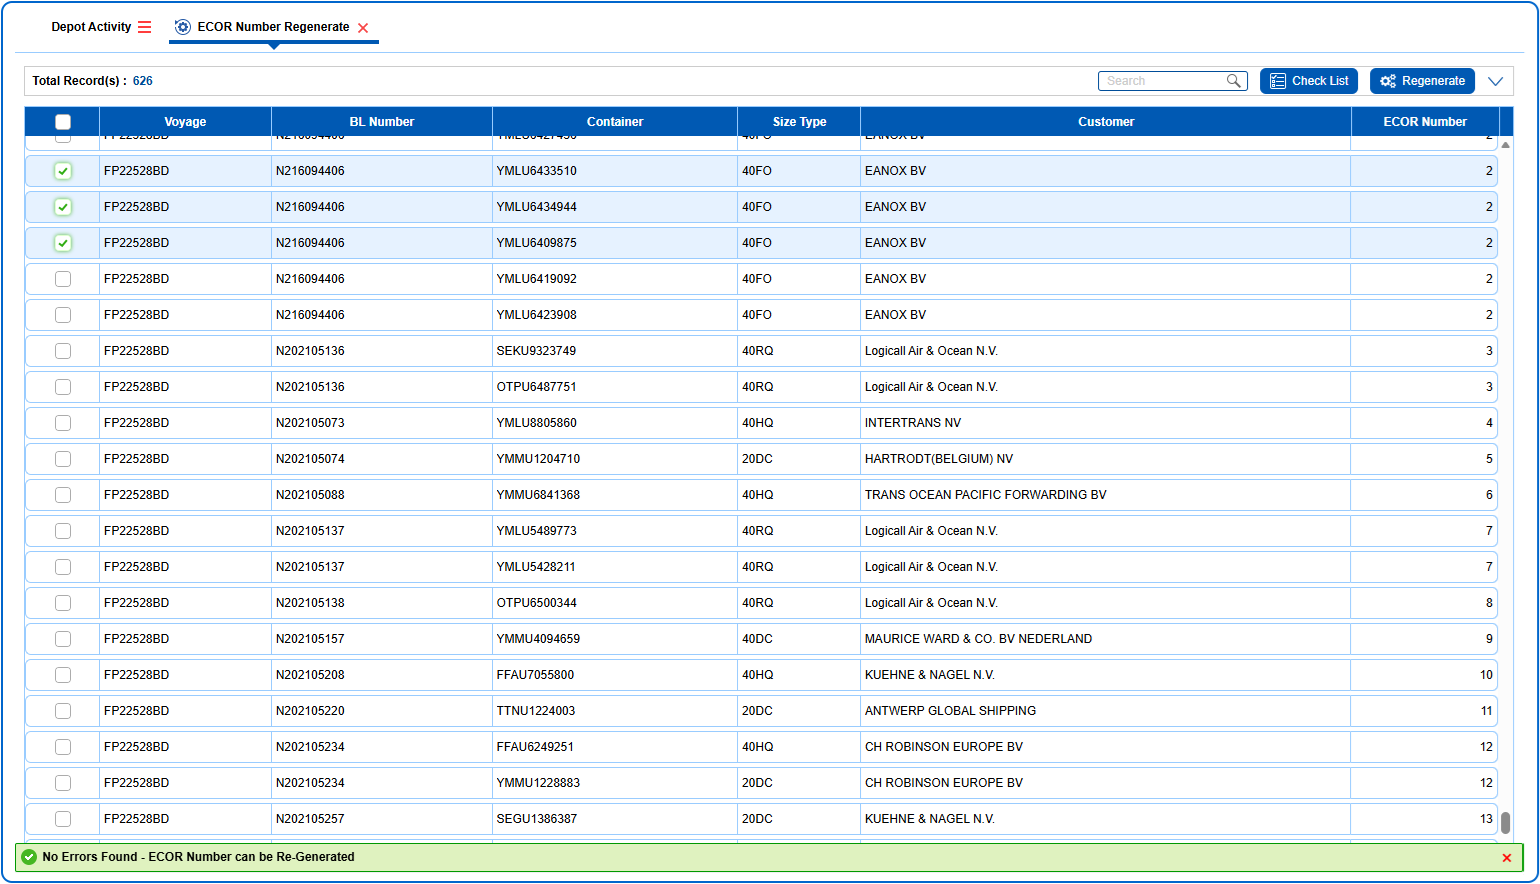 Depot Activity ECOR Number Regenerate
Total Record(s) : 626 Search Check List Regenerate
Voyage BL Number Container Size Type Customer ECOR Number
FP22528BD N216094406 YMLU6433510 40FO EANOX BV 2
FP22528BD N216094406 YMLU6434944 40FO EANOX BV 2
FP22528BD N216094406 YMLU6409875 40FO EANOX BV 2
FP22528BD N216094406 YMLU6419092 40FO EANOX BV 2
FP22528BD N216094406 YMLU6423908 40FO EANOX BV 2
FP22528BD N202105136 SEKU9323749 40RQ Logicall Air & Ocean N.V. 3
FP22528BD N202105136 OTPU6487751 40RQ Logicall Air & Ocean N.V. 3
FP22528BD N202105073 YMLU8805860 40HQ INTERTRANS NV 4
FP22528BD N202105074 YMMU1204710 20DC HARTRODT(BELGIUM) NV 5
FP22528BD N202105088 YMMU6841368 40HQ TRANS OCEAN PACIFIC FORWARDING BV 6
FP22528BD N202105137 YMLU5489773 40RQ Logicall Air & Ocean N.V. 7
FP22528BD N202105137 YMLU5428211 40RQ Logicall Air & Ocean N.V. 7
FP22528BD N202105138 OTPU6500344 40RQ Logicall Air & Ocean N.V. 8
FP22528BD N202105157 YMMU4094659 40DC MAURICE WARD & CO. BV NEDERLAND 9
FP22528BD N202105208 FFAU7055800 40HQ KUEHNE & NAGEL N.V. 10
FP22528BD N202105220 TTNU1224003 20DC ANTWERP GLOBAL SHIPPING 11
FP22528BD N202105234 FFAU6249251 40HQ CH ROBINSON EUROPE BV 12
FP22528BD N202105234 YMMU1228883 20DC CH ROBINSON EUROPE BV 12
FP22528BD N202105257 SEGU1386387 20DC KUEHNE & NAGEL N.V. 13
No Errors Found - ECOR Number can be Re-Generated